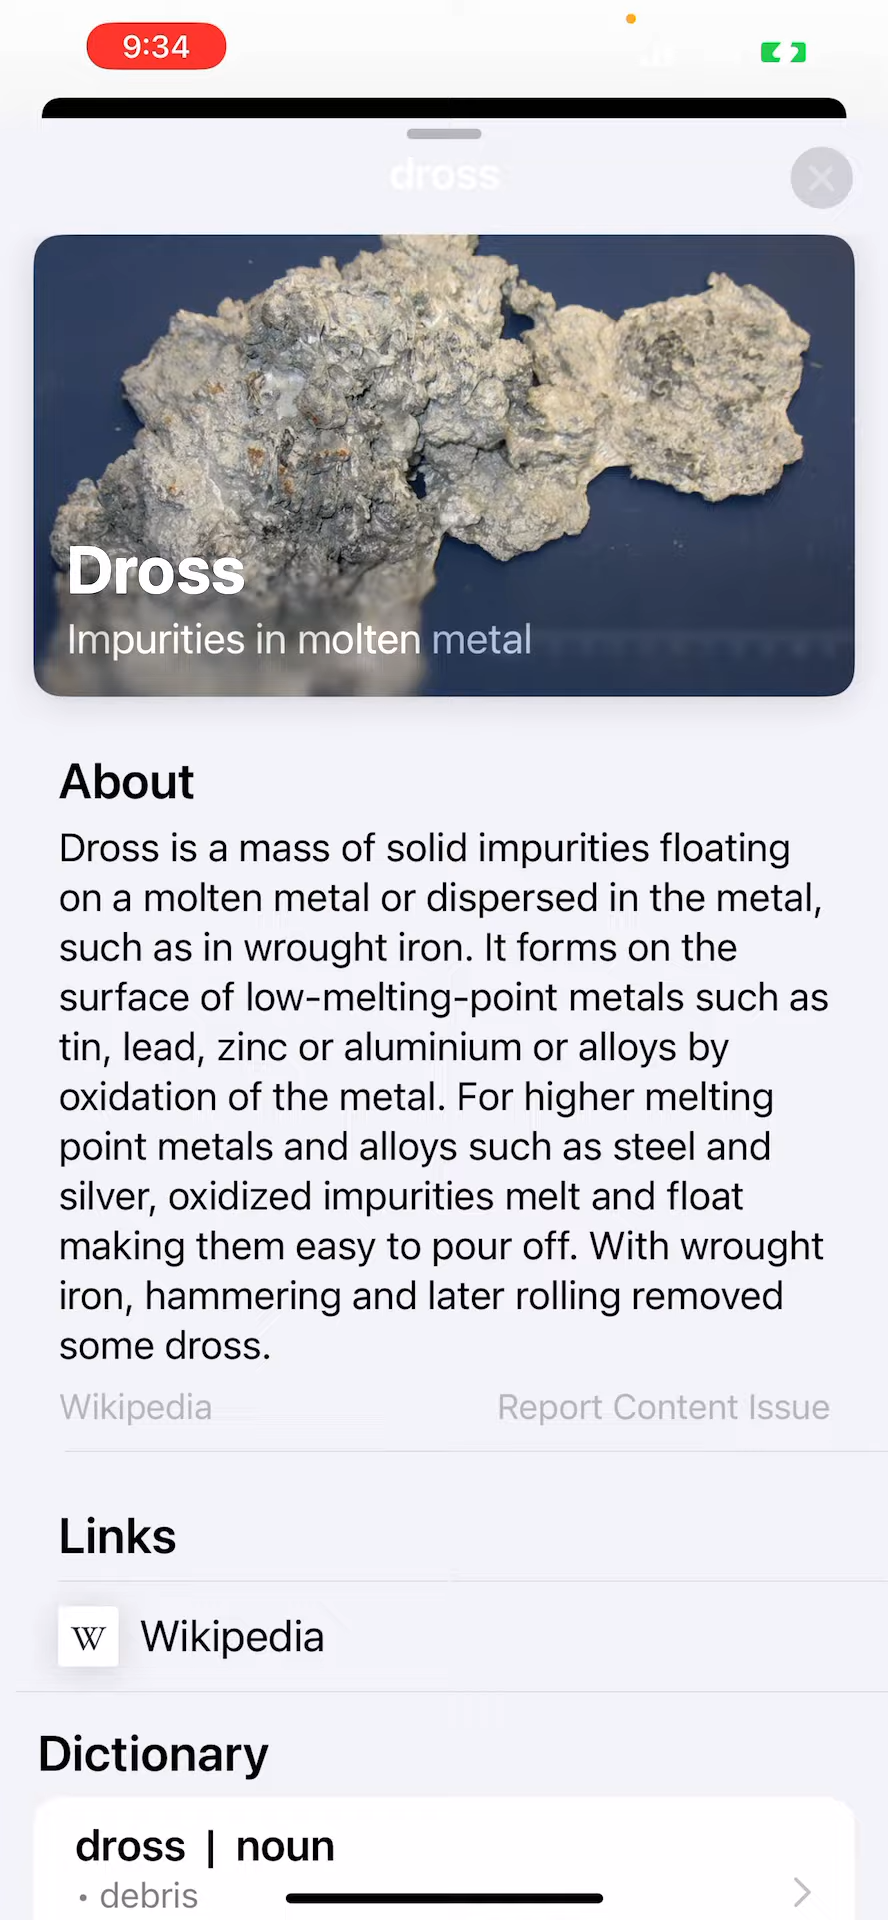 9:34
dross
Dross
Impurities in molten metal
About
Dross is a mass of solid impurities floating
on a molten metal or dispersed in the metal,
such as in wrought iron. It forms on the
surface of low-melting-point metals such as
tin, lead, zinc or aluminium or alloys by
oxidation of the metal. For higher melting
point metals and alloys such as steel and
silver, oxidized impurities melt and float
making them easy to pour off. With wrought
iron, hammering and later rolling removed
some dross.
Wikipedia Report Content Issue
Links
W Wikipedia
Dictionary
dross | noun
• debris